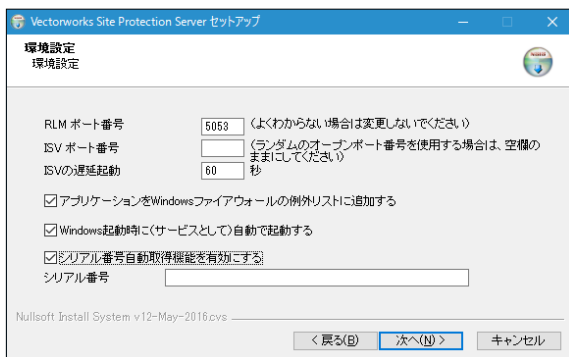 Vectorworks Site Protection Server セットアップ
環境設定
環境設定
RLM ポート番号 5053 (よくわからない場合は変更しないでください)
ISV ポート番号 (ランダムのオープンポート番号を使用する場合は、空欄の
ままにしてください)
ISVの遅延起動 60 秒
アプリケーションをWindowsファイアウォールの例外リストに追加する
Windows起動時に(サービスとして)自動で起動する
シリアル番号自動取得機能を有効にする
シリアル番号
Nullsoft Install System v12-May-2016.cvs
< 戻る(B) 次へ(N) > キャンセル